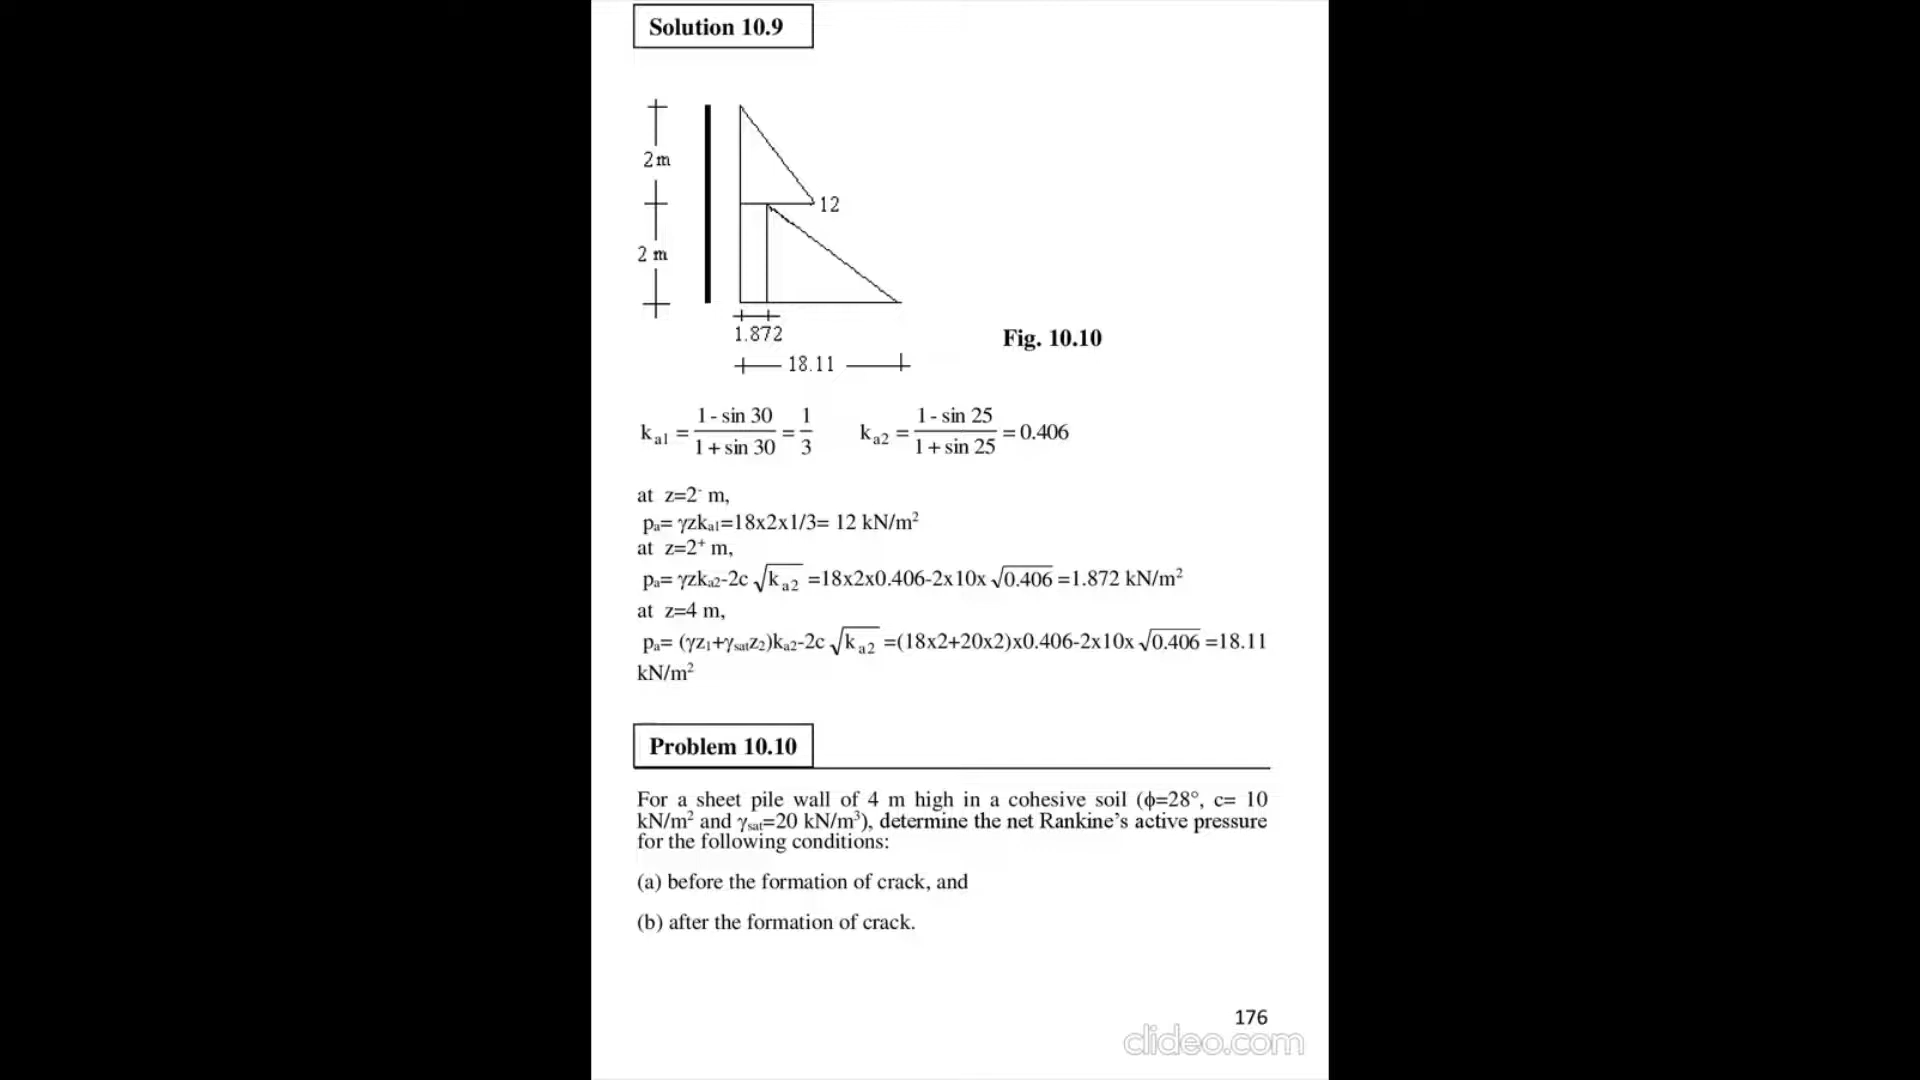 Solution 10.9
2 m
12
2 m
1.872
Fig. 10.10
18.11
k a1 = (1 - sin 30)/(1 + sin 30) = 1/3    k a2 = (1 - sin 25)/(1 + sin 25) = 0.406
at z=2⁻ m,
pa= γzka1=18x2x1/3= 12 kN/m²
at z=2⁺ m,
pa= γzka2-2c √k a2 =18x2x0.406-2x10x √0.406 =1.872 kN/m²
at z=4 m,
pa= (γz1+γsatz2)ka2-2c √k a2 =(18x2+20x2)x0.406-2x10x √0.406 =18.11
kN/m²
Problem 10.10
For a sheet pile wall of 4 m high in a cohesive soil (ϕ=28°, c= 10
kN/m² and γsat=20 kN/m³), determine the net Rankine’s active pressure
for the following conditions:
(a) before the formation of crack, and
(b) after the formation of crack.
176
clideo.com